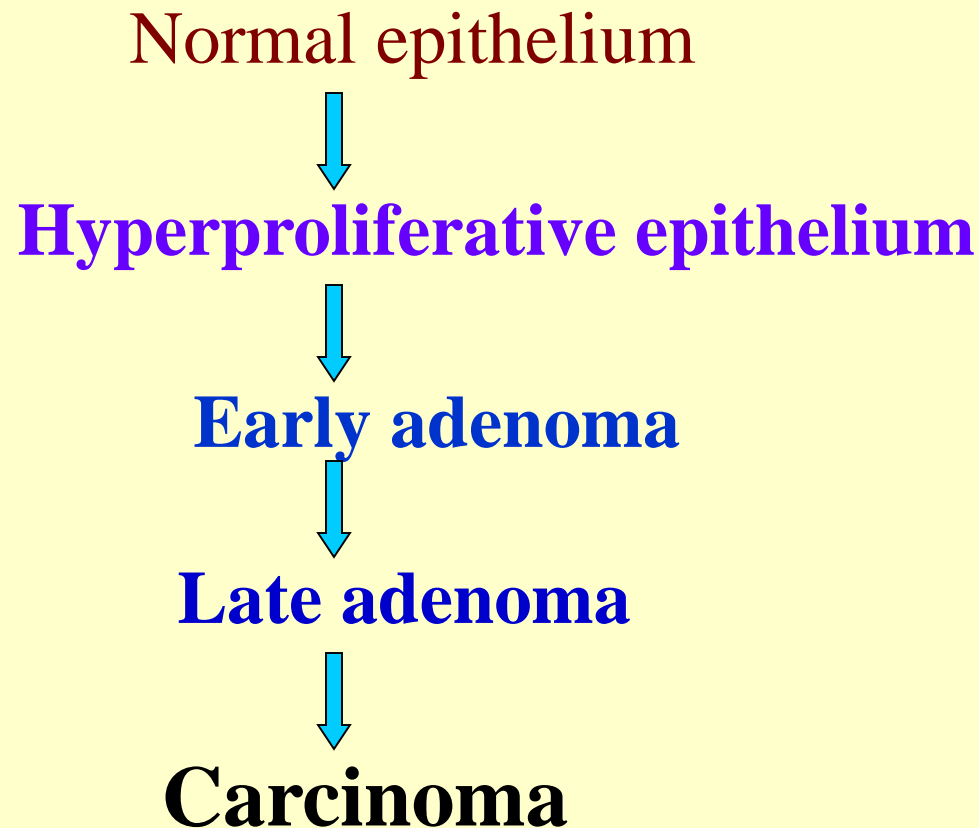 Normal epithelium
Hyperproliferative epithelium
Early adenoma
Late adenoma
Carcinoma